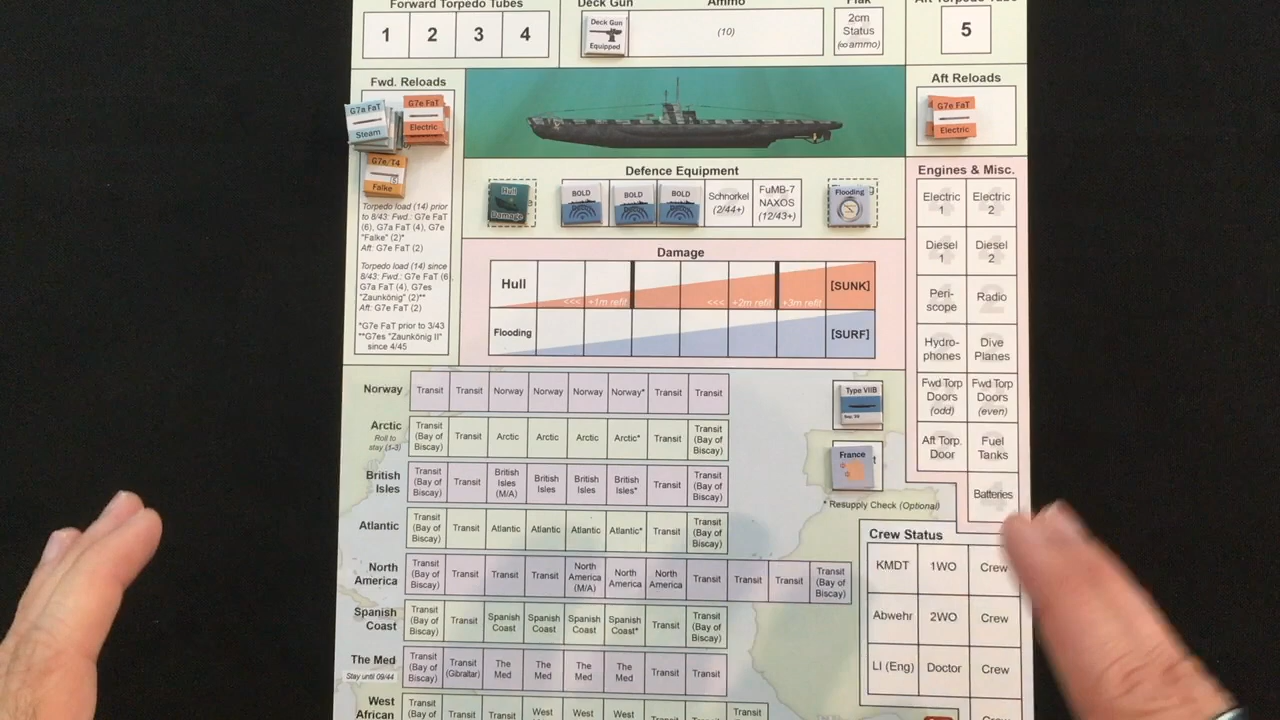 Forward Torpedo Tubes
1 2 3 4
Deck Gun
Deck Gun
Equipped
Ammo
(10)
2cm
Status
(∞ ammo)
5
Fwd. Reloads
G7a FaT
Steam
G7e FaT
Electric
G7e/T4
Falke
Torpedo load (14) prior
to 8/43: Fwd.: G7e FaT
(6), G7a FaT (4), G7e
"Falke" (2)*
Aft: G7e FaT (2)
Torpedo load (14) since
8/43: Fwd.: G7e FaT (6)
G7a FaT (4), G7es
"Zaunkönig" (2)**
Aft: G7e FaT (2)
*G7e FaT prior to 3/43
**G7es "Zaunkönig II"
since 4/45
Aft Reloads
G7e FaT
Electric
Defence Equipment
Hull
Damage
BOLD
BOLD
BOLD
Schnorkel
(2/44+)
FuMB-7
NAXOS
(12/43+)
Flooding
Damage
Hull
<<< +1m refit <<< +2m refit +3m refit
[SUNK]
Flooding
[SURF]
Engines & Misc.
Electric 1
Electric 2
Diesel 1
Diesel 2
Peri-
scope
Radio
Hydro-
phones
Dive
Planes
Fwd Torp
Doors
(odd)
Fwd Torp
Doors
(even)
Aft Torp.
Door
Fuel
Tanks
Batteries
Norway
Transit Transit Norway Norway Norway Norway* Transit Transit
Arctic
Roll to
stay (1-3)
Transit (Bay of Biscay) Transit Arctic Arctic Arctic Arctic* Transit Transit (Bay of Biscay)
British
Isles
Transit (Bay of Biscay) Transit British Isles (M/A) British Isles British Isles British Isles* Transit Transit (Bay of Biscay)
Atlantic
Transit (Bay of Biscay) Transit Atlantic Atlantic Atlantic Atlantic* Transit Transit (Bay of Biscay)
North
America
Transit (Bay of Biscay) Transit Transit Transit North America (M/A) North America North America Transit Transit Transit Transit (Bay of Biscay)
Spanish
Coast
Transit (Bay of Biscay) Transit Spanish Coast Spanish Coast Spanish Coast Spanish Coast* Transit Transit (Bay of Biscay)
The Med
Stay until 09/44
Transit (Bay of Biscay) Transit (Gibraltar) The Med The Med The Med The Med Transit Transit
West
African
Transit (Bay of Transit Transit West West West Transit Transit
Type VIIB
France
* Resupply Check (Optional)
Crew Status
KMDT 1WO Crew
Abwehr 2WO Crew
LI (Eng) Doctor Crew